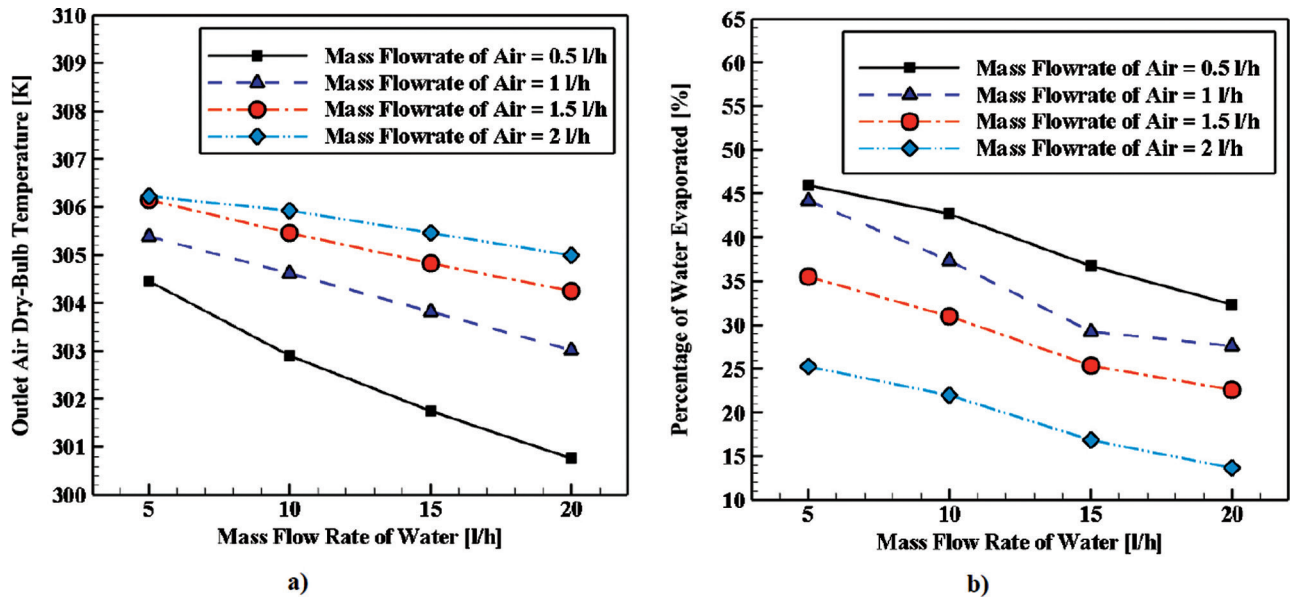 310
309
308
307
306
305
304
303
302
301
300
Outlet Air Dry-Bulb Temperature [K]
Mass Flowrate of Air = 0.5 l/h
Mass Flowrate of Air = 1 l/h
Mass Flowrate of Air = 1.5 l/h
Mass Flowrate of Air = 2 l/h
5 10 15 20
Mass Flow Rate of Water [l/h]
a)
65
60
55
50
45
40
35
30
25
20
15
10
Percentage of Water Evaporated [%]
Mass Flowrate of Air = 0.5 l/h
Mass Flowrate of Air = 1 l/h
Mass Flowrate of Air = 1.5 l/h
Mass Flowrate of Air = 2 l/h
5 10 15 20
Mass Flow Rate of Water [l/h]
b)